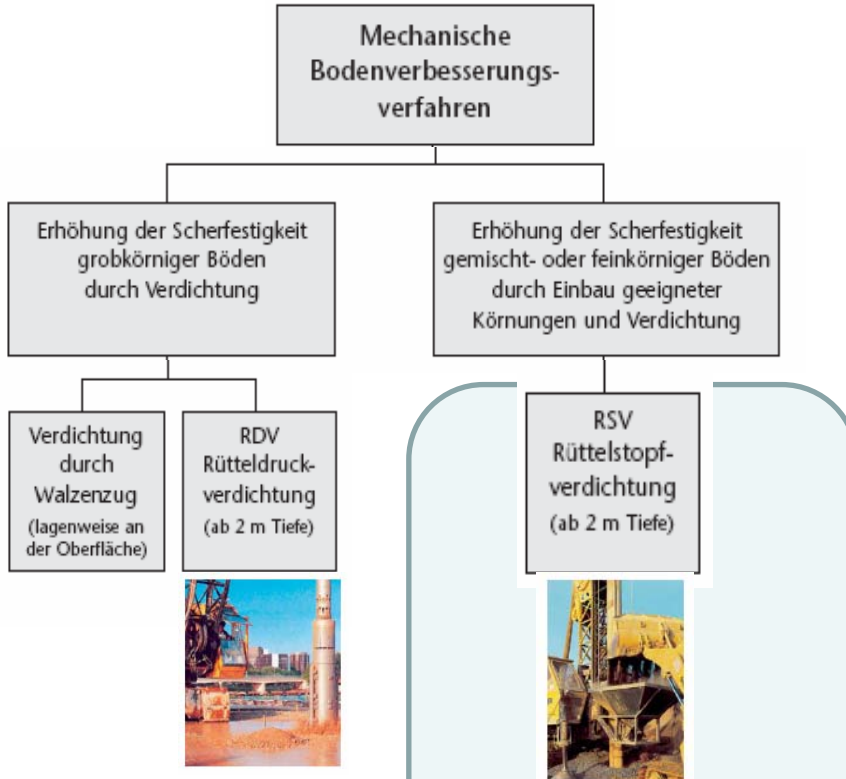 Mechanische
Bodenverbesserungs-
verfahren
Erhöhung der Scherfestigkeit
grobkörniger Böden
durch Verdichtung
Erhöhung der Scherfestigkeit
gemischt- oder feinkörniger Böden
durch Einbau geeigneter
Körnungen und Verdichtung
Verdichtung
durch
Walzenzug
(lagenweise an
der Oberfläche)
RDV
Rütteldruck-
verdichtung
(ab 2 m Tiefe)
RSV
Rüttelstopf-
verdichtung
(ab 2 m Tiefe)